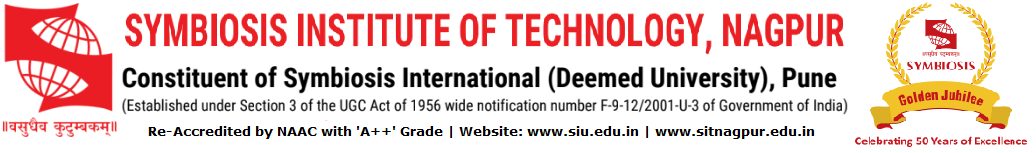 SYMBIOSIS INSTITUTE OF TECHNOLOGY, NAGPUR
Constituent of Symbiosis International (Deemed University), Pune
(Established under Section 3 of the UGC Act of 1956 wide notification number F-9-12/2001-U-3 of Government of India)
Re-Accredited by NAAC with 'A++' Grade | Website: www.siu.edu.in | www.sitnagpur.edu.in
॥वसुधैव कुटुम्बकम्॥
॥वसुधैव कुटुम्बकम्॥
SYMBIOSIS
Golden Jubilee
Celebrating 50 Years of Excellence